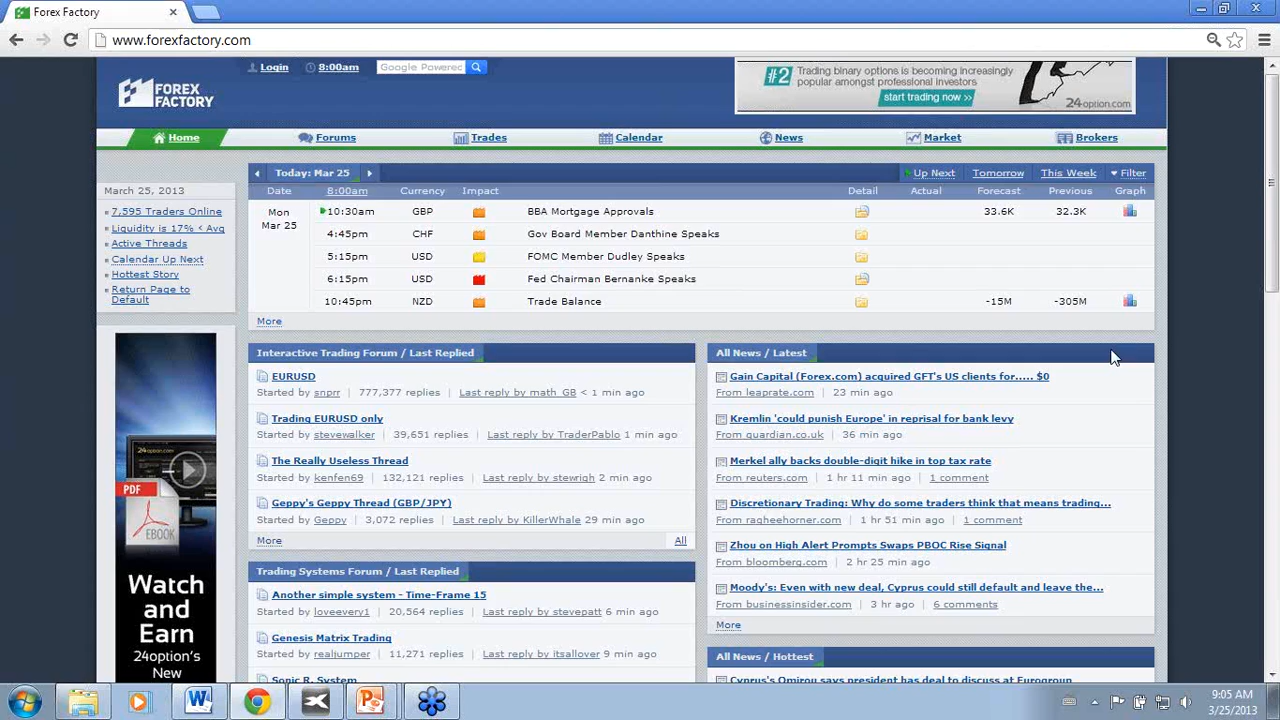 Forex Factory
www.forexfactory.com
Login 8:00am Google Powered
FOREX
FACTORY
#2 Trading binary options is becoming increasingly
popular amongst professional investors
start trading now >>
24option.com
Home Forums Trades Calendar News Market Brokers
March 25, 2013
7,595 Traders Online
Liquidity is 17% < Avg
Active Threads
Calendar Up Next
Hottest Story
Return Page to
Default
Today: Mar 25 Up Next Tomorrow This Week Filter
Date 8:00am Currency Impact Detail Actual Forecast Previous Graph
Mon
Mar 25
10:30am GBP BBA Mortgage Approvals 33.6K 32.3K
4:45pm CHF Gov Board Member Danthine Speaks
5:15pm USD FOMC Member Dudley Speaks
6:15pm USD Fed Chairman Bernanke Speaks
10:45pm NZD Trade Balance -15M -305M
More
Interactive Trading Forum / Last Replied
EURUSD
Started by snprr | 777,377 replies | Last reply by math_GB < 1 min ago
Trading EURUSD only
Started by stevewalker | 39,651 replies | Last reply by TraderPablo 1 min ago
The Really Useless Thread
Started by kenfen69 | 132,121 replies | Last reply by stewrigh 2 min ago
Geppy's Geppy Thread (GBP/JPY)
Started by Geppy | 3,072 replies | Last reply by KillerWhale 29 min ago
More All
Trading Systems Forum / Last Replied
Another simple system - Time-Frame 15
Started by loveevery1 | 20,564 replies | Last reply by stevepatt 6 min ago
Genesis Matrix Trading
Started by realjumper | 11,271 replies | Last reply by itsallover 9 min ago
Sonic R. System
All News / Latest
Gain Capital (Forex.com) acquired GFT's US clients for..... $0
From leaprate.com | 23 min ago
Kremlin 'could punish Europe' in reprisal for bank levy
From guardian.co.uk | 36 min ago
Merkel ally backs double-digit hike in top tax rate
From reuters.com | 1 hr 11 min ago | 1 comment
Discretionary Trading: Why do some traders think that means trading...
From ragheehorner.com | 1 hr 51 min ago | 1 comment
Zhou on High Alert Prompts Swaps PBOC Rise Signal
From bloomberg.com | 2 hr 25 min ago
Moody's: Even with new deal, Cyprus could still default and leave the...
From businessinsider.com | 3 hr ago | 6 comments
More
All News / Hottest
Cyprus's Omirou says president has deal to discuss at Eurogroup
24option.com
PDF
EBOOK
Watch
and
Earn
24option's
New
9:05 AM
3/25/2013